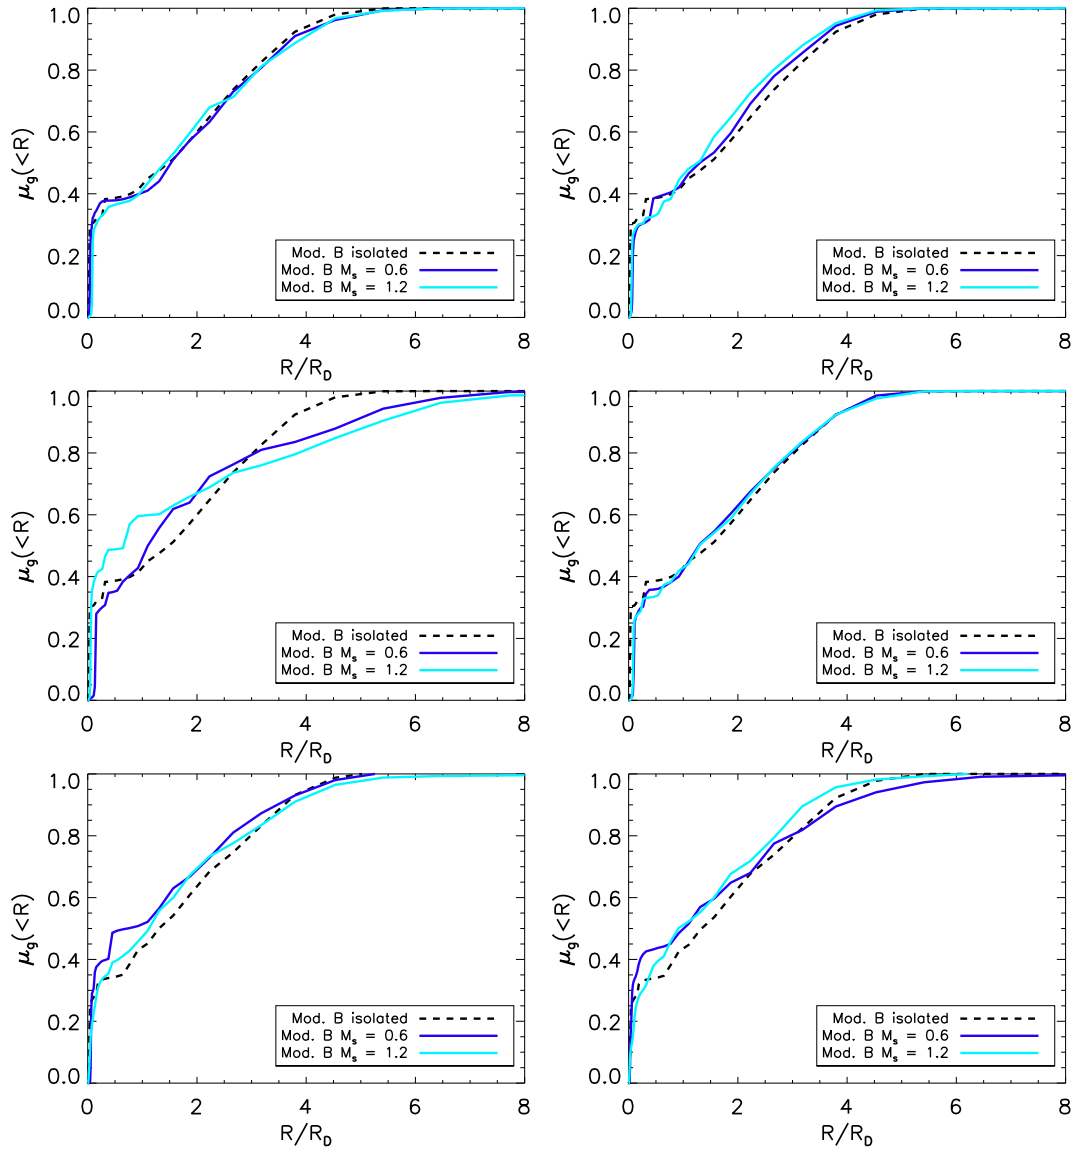 1.0
0.8
0.6
0.4
0.2
0.0
μg(<R)
Mod. B isolated
Mod. B Ms = 0.6
Mod. B Ms = 1.2
0 2 4 6 8
R/RD
1.0
0.8
0.6
0.4
0.2
0.0
μg(<R)
Mod. B isolated
Mod. B Ms = 0.6
Mod. B Ms = 1.2
0 2 4 6 8
R/RD
1.0
0.8
0.6
0.4
0.2
0.0
μg(<R)
Mod. B isolated
Mod. B Ms = 0.6
Mod. B Ms = 1.2
0 2 4 6 8
R/RD
1.0
0.8
0.6
0.4
0.2
0.0
μg(<R)
Mod. B isolated
Mod. B Ms = 0.6
Mod. B Ms = 1.2
0 2 4 6 8
R/RD
1.0
0.8
0.6
0.4
0.2
0.0
μg(<R)
Mod. B isolated
Mod. B Ms = 0.6
Mod. B Ms = 1.2
0 2 4 6 8
R/RD
1.0
0.8
0.6
0.4
0.2
0.0
μg(<R)
Mod. B isolated
Mod. B Ms = 0.6
Mod. B Ms = 1.2
0 2 4 6 8
R/RD